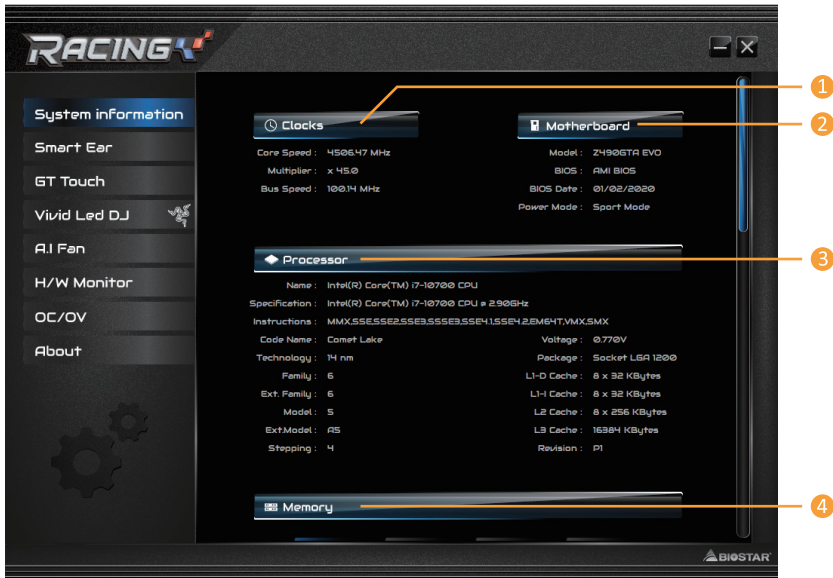 RACING
System information
Smart Ear
GT Touch
Vivid Led DJ
A.I Fan
H/W Monitor
OC/OV
About
Clocks
Core Speed : 4506.47 MHz
Multiplier : x 45.0
Bus Speed : 100.14 MHz
1
Motherboard
Model : Z490GTA EVO
BIOS : AMI BIOS
BIOS Date : 01/02/2020
Power Mode : Sport Mode
2
Processor
3
Name : Intel(R) Core(TM) i7-10700 CPU
Specification : Intel(R) Core(TM) i7-10700 CPU @ 2.90GHz
Instructions : MMX,SSE,SSE2,SSE3,SSSE3,SSE4.1,SSE4.2,EM64T,VMX,SMX
Code Name : Comet Lake
Technology : 14 nm
Family : 6
Ext. Family : 6
Model : 5
Ext.Model : A5
Stepping : 4
Voltage : 0.770V
Package : Socket LGA 1200
L1-D Cache : 8 x 32 KBytes
L1-I Cache : 8 x 32 KBytes
L2 Cache : 8 x 256 KBytes
L3 Cache : 16384 KBytes
Revision : P1
Memory
4
BIOSTAR